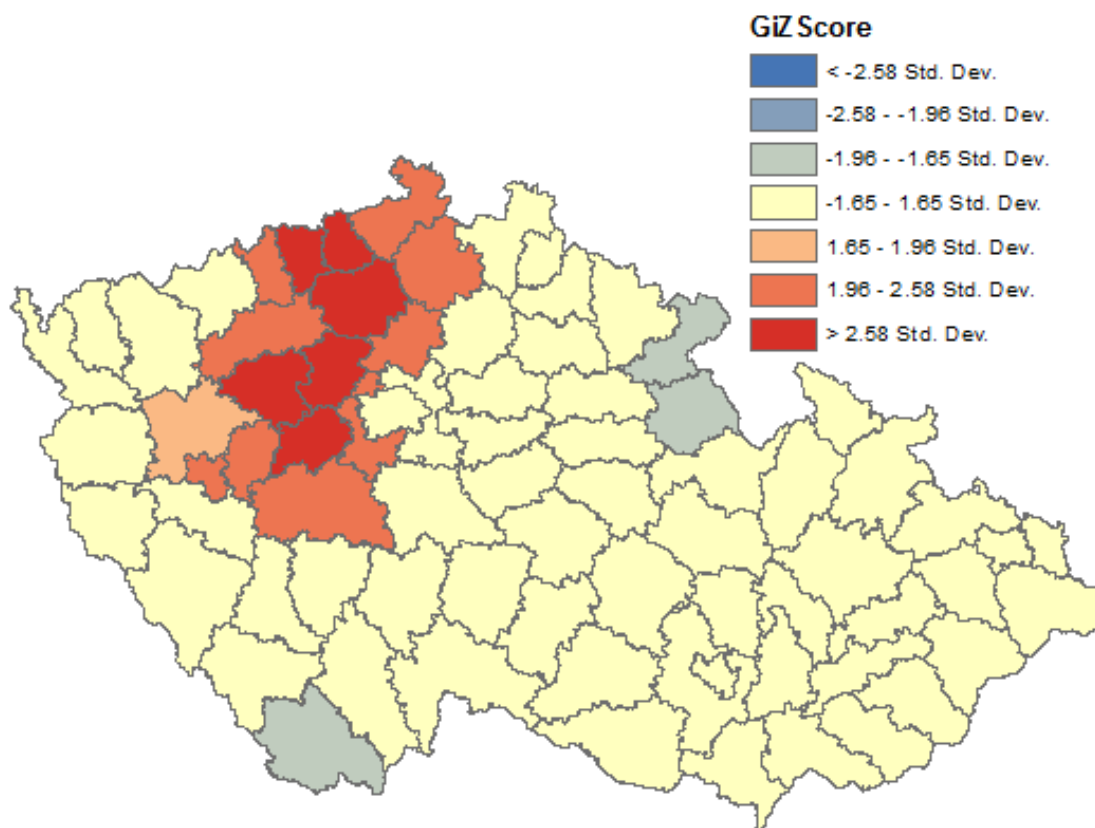 GiZ Score
< -2.58 Std. Dev.
-2.58 - -1.96 Std. Dev.
-1.96 - -1.65 Std. Dev.
-1.65 - 1.65 Std. Dev.
1.65 - 1.96 Std. Dev.
1.96 - 2.58 Std. Dev.
> 2.58 Std. Dev.